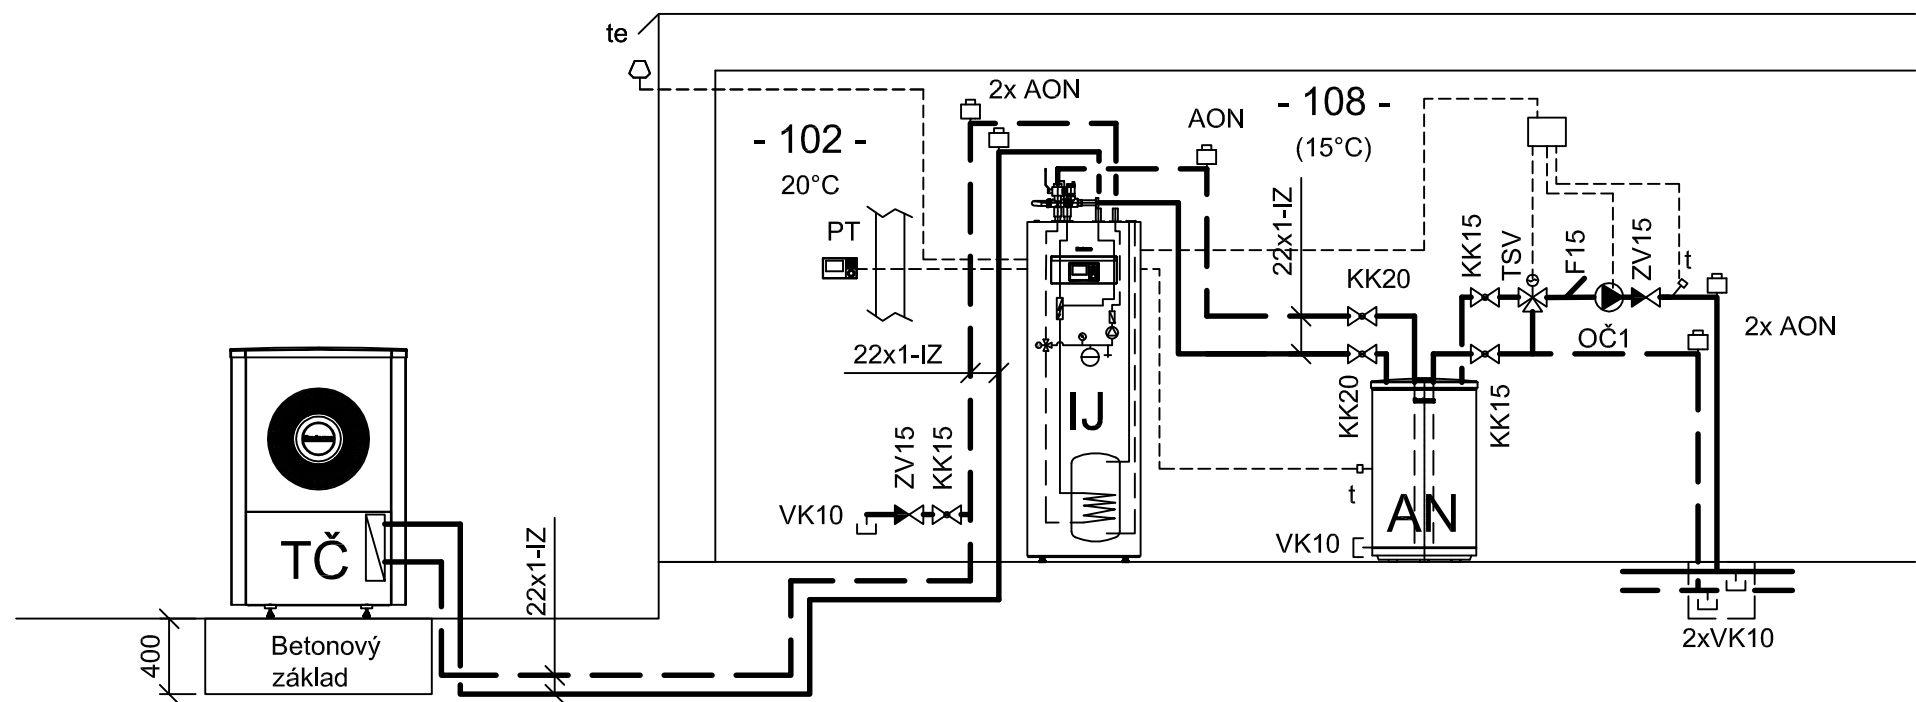 te
2x AON
- 102 -
20°C
AON
- 108 -
(15°C)
PT
22x1-IZ
22x1-IZ
KK20
KK20
KK15
TSV
F15
ZV15
t
2x AON
OČ1
KK15
IJ
ZV15
KK15
VK10
t
AN
VK10
TČ
22x1-IZ
400
Betonový
základ
2xVK10